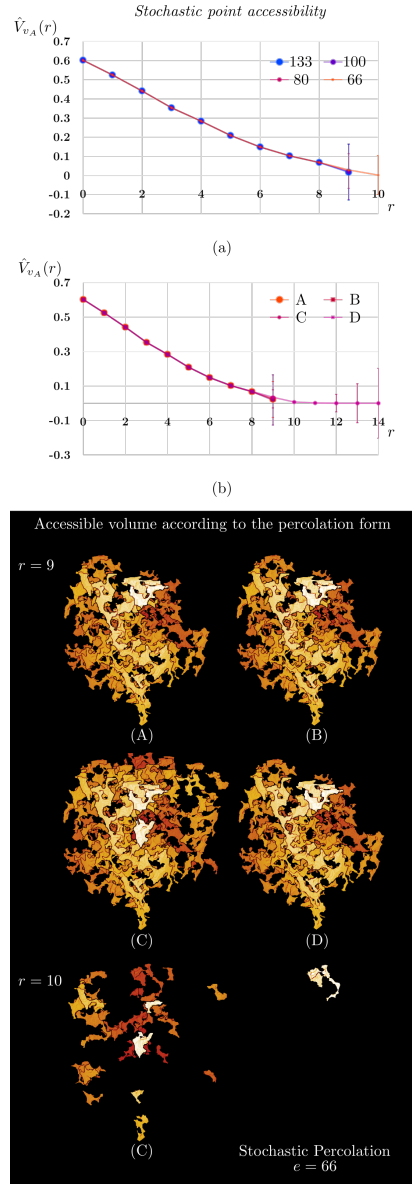 Stochastic point accessibility
V̂_{v_A}(r)
0.7
0.6
0.5
0.4
0.3
0.2
0.1
0
-0.1
-0.2
133 100
80 66
0 2 4 6 8 10
r
(a)
V̂_{v_A}(r)
0.7
0.5
0.3
0.1
-0.1
-0.3
A B
C D
0 2 4 6 8 10 12 14
r
(b)
Accessible volume according to the percolation form
r = 9
(A) (B)
(C) (D)
r = 10
(C)
Stochastic Percolation
e = 66